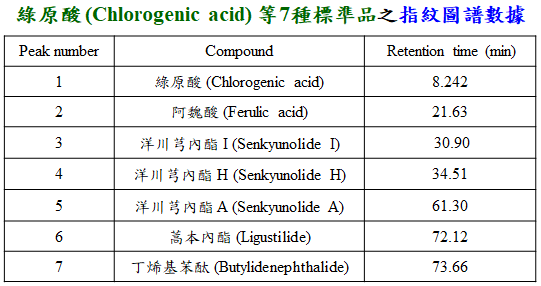 綠原酸 (Chlorogenic acid) 等7種標準品之指紋圖譜數據
Peak number Compound Retention time (min)
1 綠原酸 (Chlorogenic acid) 8.242
2 阿魏酸 (Ferulic acid) 21.63
3 洋川芎內酯 I (Senkyunolide I) 30.90
4 洋川芎內酯 H (Senkyunolide H) 34.51
5 洋川芎內酯 A (Senkyunolide A) 61.30
6 藁本內酯 (Ligustilide) 72.12
7 丁烯基苯酞 (Butylidenephthalide) 73.66